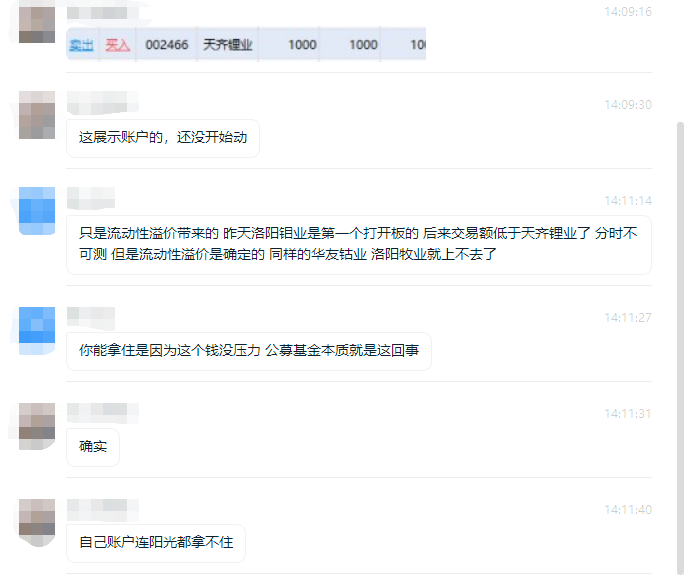 14:09:16
卖出 买入 002466 天齐锂业 1000 1000
14:09:30
这展示账户的，还没开始动
14:11:14
只是流动性溢价带来的 昨天洛阳钼业是第一个打开板的 后来交易额低于天齐锂业了 分时不
可测 但是流动性溢价是确定的 同样的华友钴业 洛阳牧业就上不去了
14:11:27
你能拿住是因为这个钱没压力 公募基金本质就是这回事
14:11:31
确实
14:11:40
自己账户连阳光都拿不住